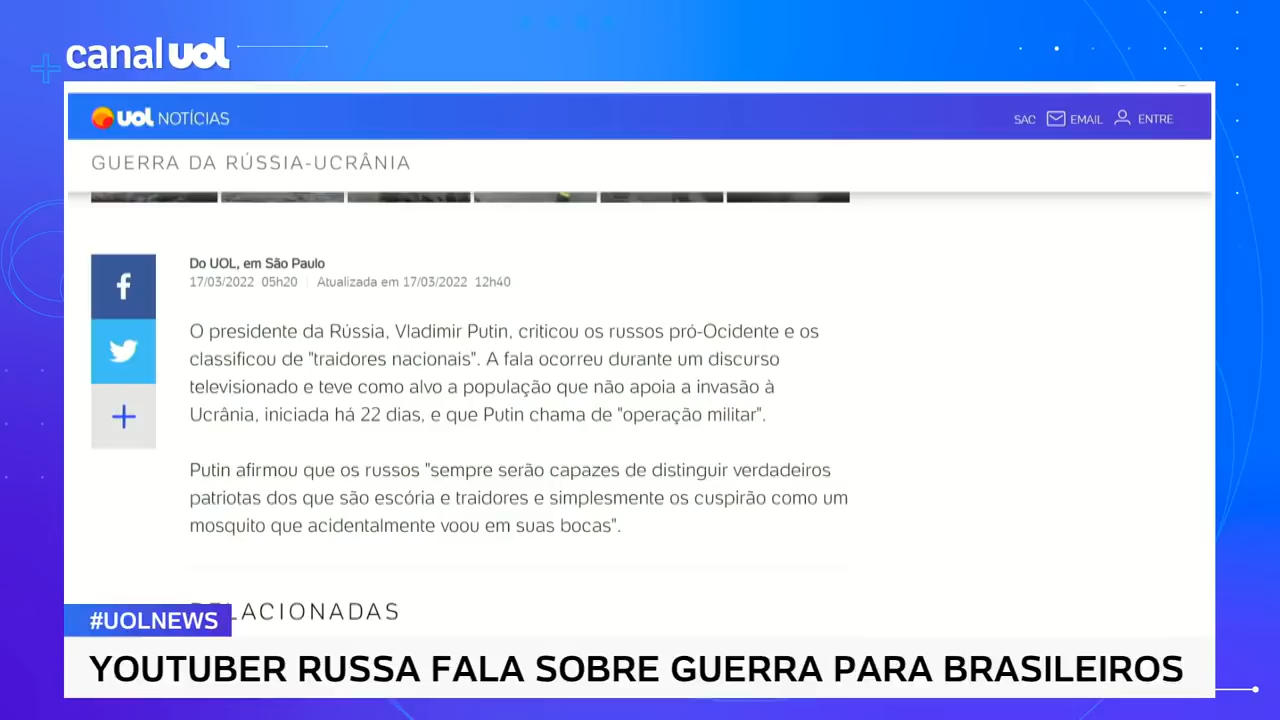 canal uol
uol NOTÍCIAS
SAC EMAIL ENTRE
GUERRA DA RÚSSIA-UCRÂNIA
Do UOL, em São Paulo
17/03/2022 05h20 | Atualizada em 17/03/2022 12h40
O presidente da Rússia, Vladimir Putin, criticou os russos pró-Ocidente e os
classificou de "traidores nacionais". A fala ocorreu durante um discurso
televisionado e teve como alvo a população que não apoia a invasão à
Ucrânia, iniciada há 22 dias, e que Putin chama de "operação militar".
Putin afirmou que os russos "sempre serão capazes de distinguir verdadeiros
patriotas dos que são escória e traidores e simplesmente os cuspirão como um
mosquito que acidentalmente voou em suas bocas".
RELACIONADAS
#UOLNEWS
YOUTUBER RUSSA FALA SOBRE GUERRA PARA BRASILEIROS